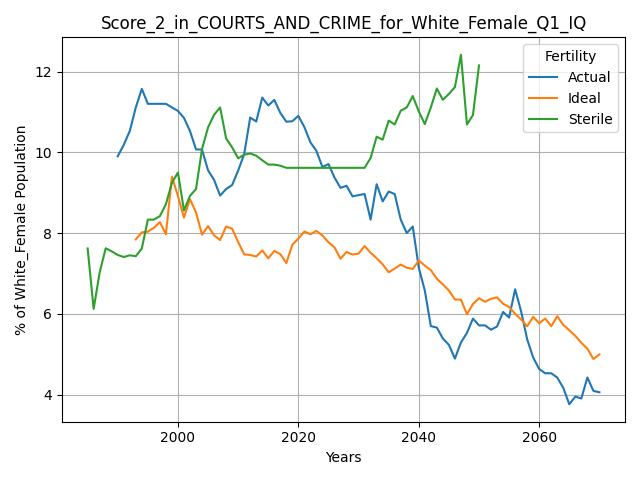 Score_2_in_COURTS_AND_CRIME_for_White_Female_Q1_IQ
% of White_Female Population
12
10
8
6
4
2000 2020 2040 2060
Years
Fertility
Actual
Ideal
Sterile